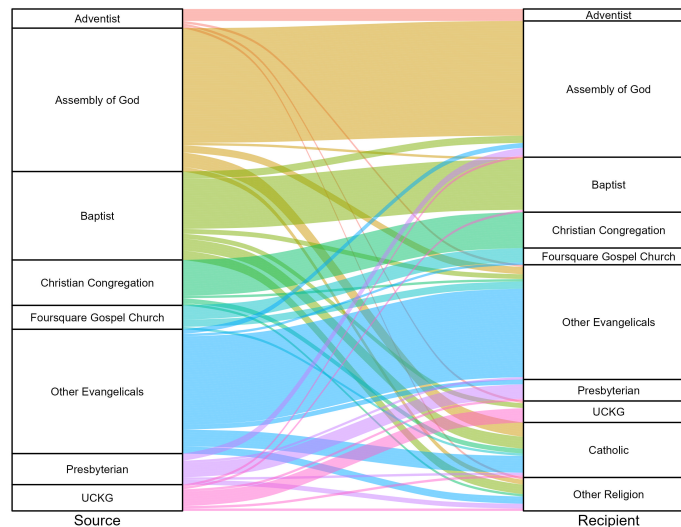 Adventist
Assembly of God
Baptist
Christian Congregation
Foursquare Gospel Church
Other Evangelicals
Presbyterian
UCKG
Source
Adventist
Assembly of God
Baptist
Christian Congregation
Foursquare Gospel Church
Other Evangelicals
Presbyterian
UCKG
Catholic
Other Religion
Recipient